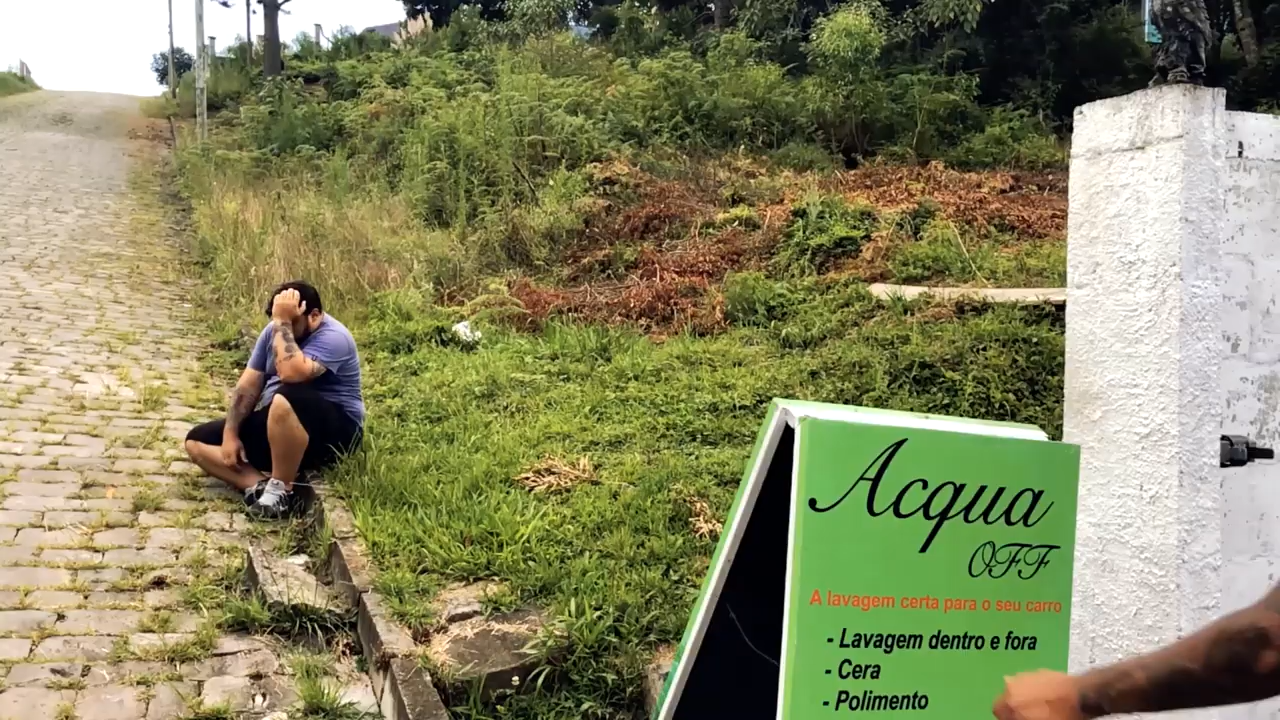 Acqua
OFF
A lavagem certa para o seu carro
- Lavagem dentro e fora
- Cera
- Polimento